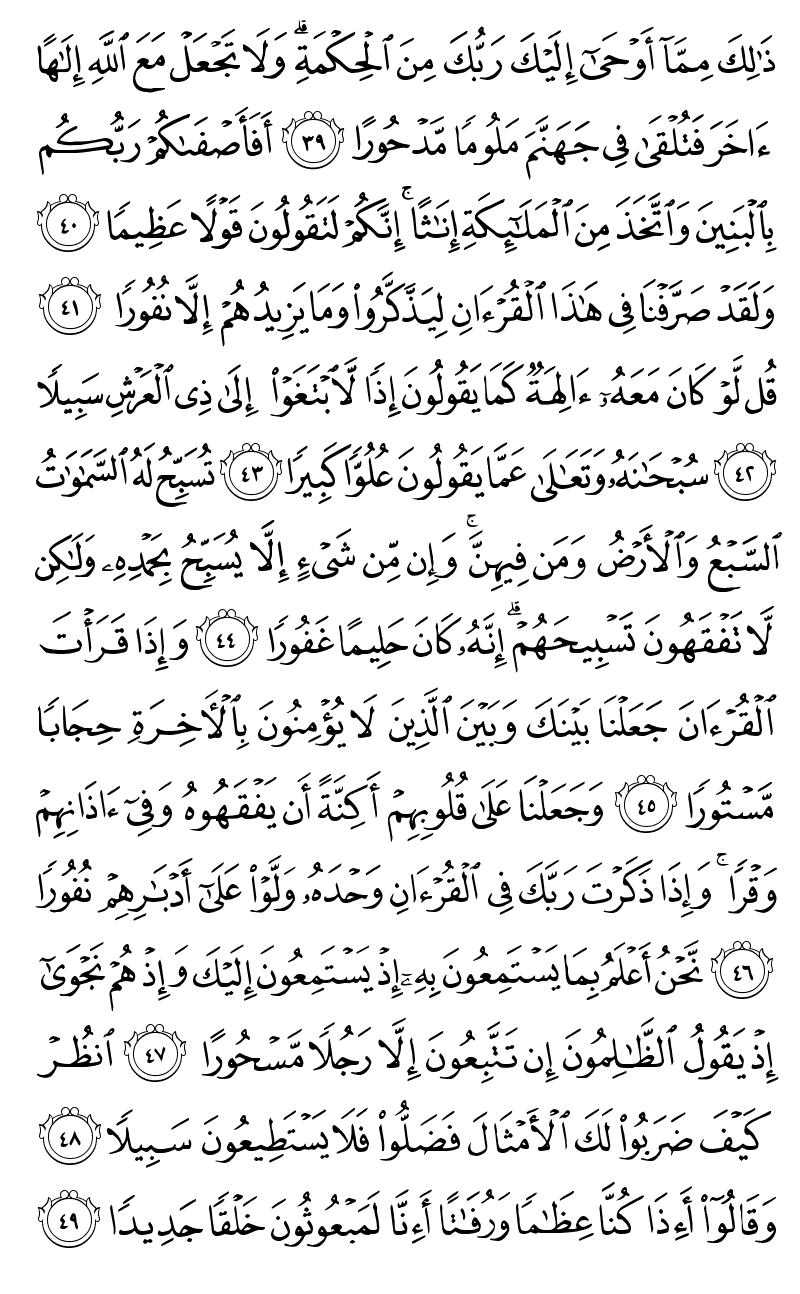 ذَٰلِكَ مِمَّآ أَوْحَىٰٓ إِلَيْكَ رَبُّكَ مِنَ ٱلْحِكْمَةِ ۗ وَلَا تَجْعَلْ مَعَ ٱللَّهِ إِلَٰهًا
ءَاخَرَ فَتُلْقَىٰ فِى جَهَنَّمَ مَلُومًا مَّدْحُورًا ٣٩ أَفَأَصْفَىٰكُمْ رَبُّكُم
بِٱلْبَنِينَ وَٱتَّخَذَ مِنَ ٱلْمَلَٰٓئِكَةِ إِنَٰثًا ۚ إِنَّكُمْ لَتَقُولُونَ قَوْلًا عَظِيمًا ٤٠
وَلَقَدْ صَرَّفْنَا فِى هَٰذَا ٱلْقُرْءَانِ لِيَذَّكَّرُوا۟ وَمَا يَزِيدُهُمْ إِلَّا نُفُورًا ٤١
قُل لَّوْ كَانَ مَعَهُۥٓ ءَالِهَةٌ كَمَا يَقُولُونَ إِذًا لَّٱبْتَغَوْا۟ إِلَىٰ ذِى ٱلْعَرْشِ سَبِيلًا
٤٢ سُبْحَٰنَهُۥ وَتَعَٰلَىٰ عَمَّا يَقُولُونَ عُلُوًّا كَبِيرًا ٤٣ تُسَبِّحُ لَهُ ٱلسَّمَٰوَٰتُ
ٱلسَّبْعُ وَٱلْأَرْضُ وَمَن فِيهِنَّ ۚ وَإِن مِّن شَىْءٍ إِلَّا يُسَبِّحُ بِحَمْدِهِۦ وَلَٰكِن
لَّا تَفْقَهُونَ تَسْبِيحَهُمْ ۗ إِنَّهُۥ كَانَ حَلِيمًا غَفُورًا ٤٤ وَإِذَا قَرَأْتَ
ٱلْقُرْءَانَ جَعَلْنَا بَيْنَكَ وَبَيْنَ ٱلَّذِينَ لَا يُؤْمِنُونَ بِٱلْءَاخِرَةِ حِجَابًا
مَّسْتُورًا ٤٥ وَجَعَلْنَا عَلَىٰ قُلُوبِهِمْ أَكِنَّةً أَن يَفْقَهُوهُ وَفِىٓ ءَاذَانِهِمْ
وَقْرًا ۚ وَإِذَا ذَكَرْتَ رَبَّكَ فِى ٱلْقُرْءَانِ وَحْدَهُۥ وَلَّوْا۟ عَلَىٰٓ أَدْبَٰرِهِمْ نُفُورًا
٤٦ نَّحْنُ أَعْلَمُ بِمَا يَسْتَمِعُونَ بِهِۦٓ إِذْ يَسْتَمِعُونَ إِلَيْكَ وَإِذْ هُمْ نَجْوَىٰٓ
إِذْ يَقُولُ ٱلظَّٰلِمُونَ إِن تَتَّبِعُونَ إِلَّا رَجُلًا مَّسْحُورًا ٤٧ ٱنظُرْ
كَيْفَ ضَرَبُوا۟ لَكَ ٱلْأَمْثَالَ فَضَلُّوا۟ فَلَا يَسْتَطِيعُونَ سَبِيلًا ٤٨
وَقَالُوٓا۟ أَءِذَا كُنَّا عِظَٰمًا وَرُفَٰتًا أَءِنَّا لَمَبْعُوثُونَ خَلْقًا جَدِيدًا ٤٩